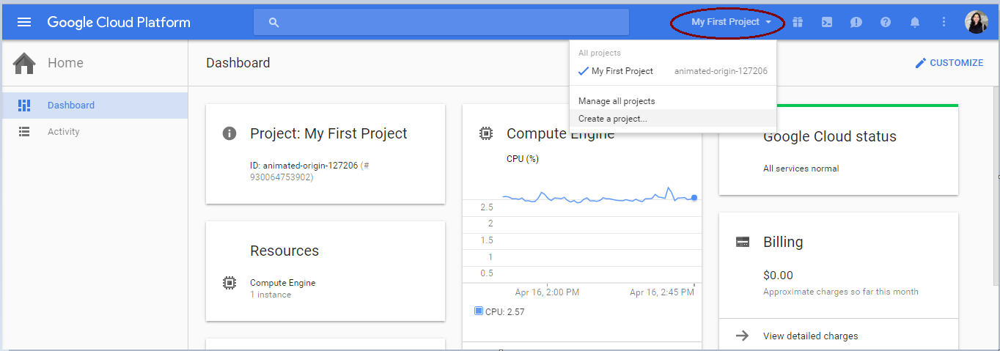 Google Cloud Platform
My First Project
All projects
My First Project animated-origin-127206
Manage all projects
Create a project...
Home
Dashboard
CUSTOMIZE
Dashboard
Activity
Project: My First Project
ID: animated-origin-127206 (#
930064753902)
Resources
Compute Engine
1 instance
Compute Engine
CPU (%)
2.5
2
1.5
1
0.5
Apr 16, 2:00 PM Apr 16, 2:45 PM
CPU: 2.57
Google Cloud status
All services normal
Billing
$0.00
Approximate charges so far this month
View detailed charges